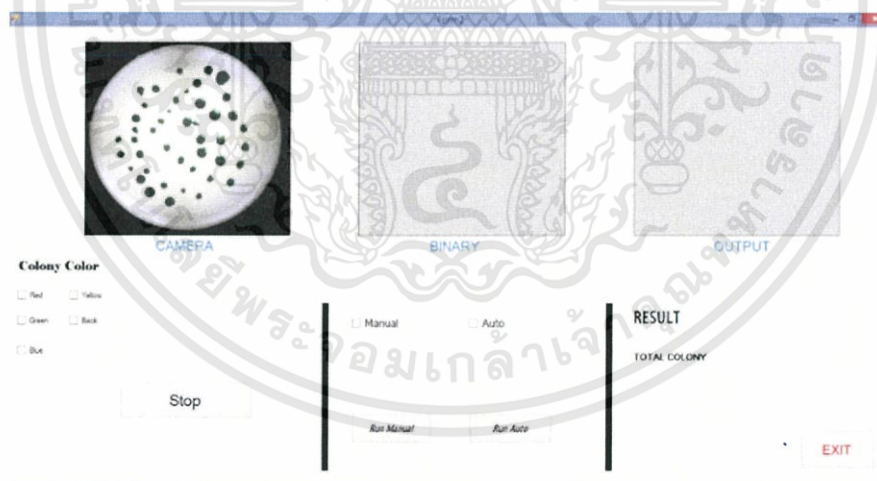 CAMERA
BINARY
OUTPUT
Colony Color
Red
Yellow
Green
Back
Blue
Stop
Manual
Auto
Run Manual
Run Auto
RESULT
TOTAL COLONY
EXIT